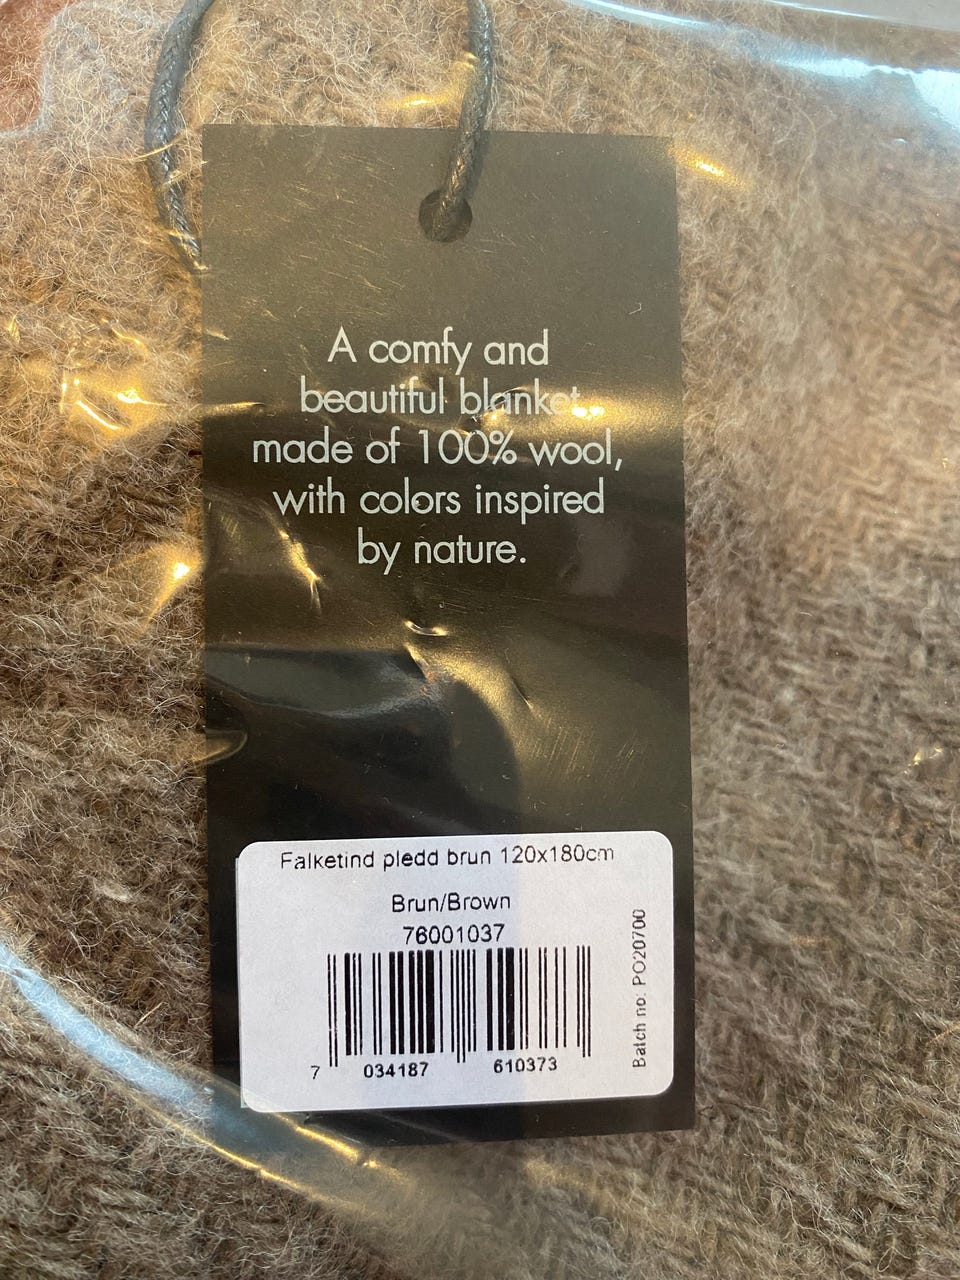 A comfy and
beautiful blanket
made of 100% wool,
with colors inspired
by nature.
Falketind pledd brun 120x180cm
Brun/Brown
76001037
7 034187 610373
Batch no: PO20700